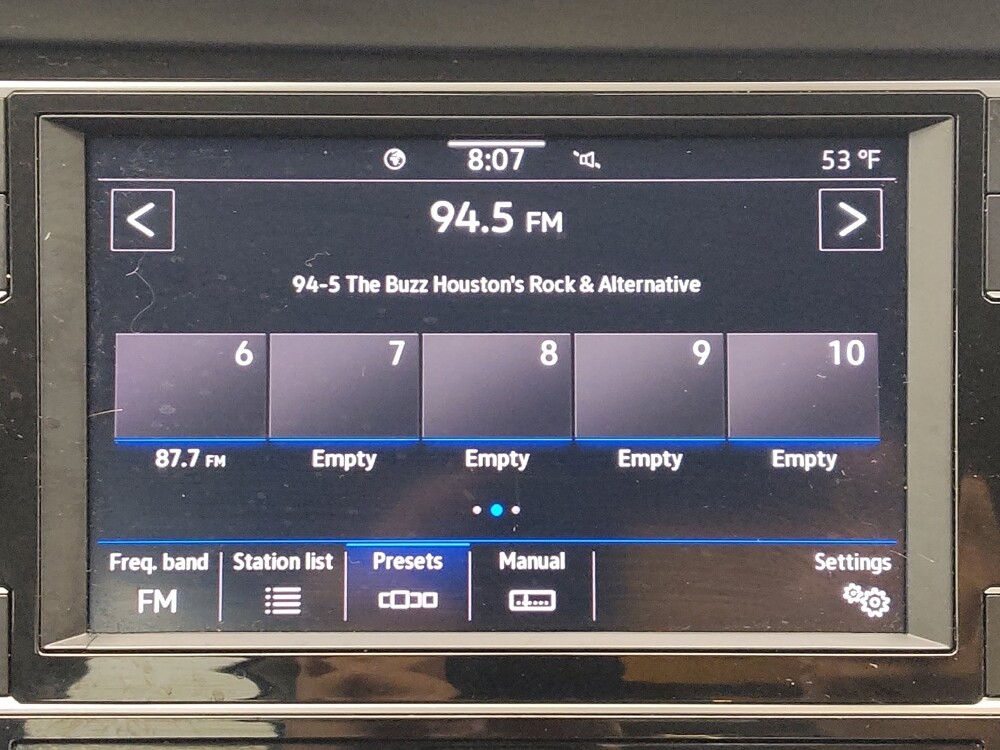 8:07 53 °F
< 94.5 FM >
94-5 The Buzz Houston's Rock & Alternative
6 7 8 9 10
87.7 FM Empty Empty Empty Empty
Freq. band Station list Presets Manual Settings
FM